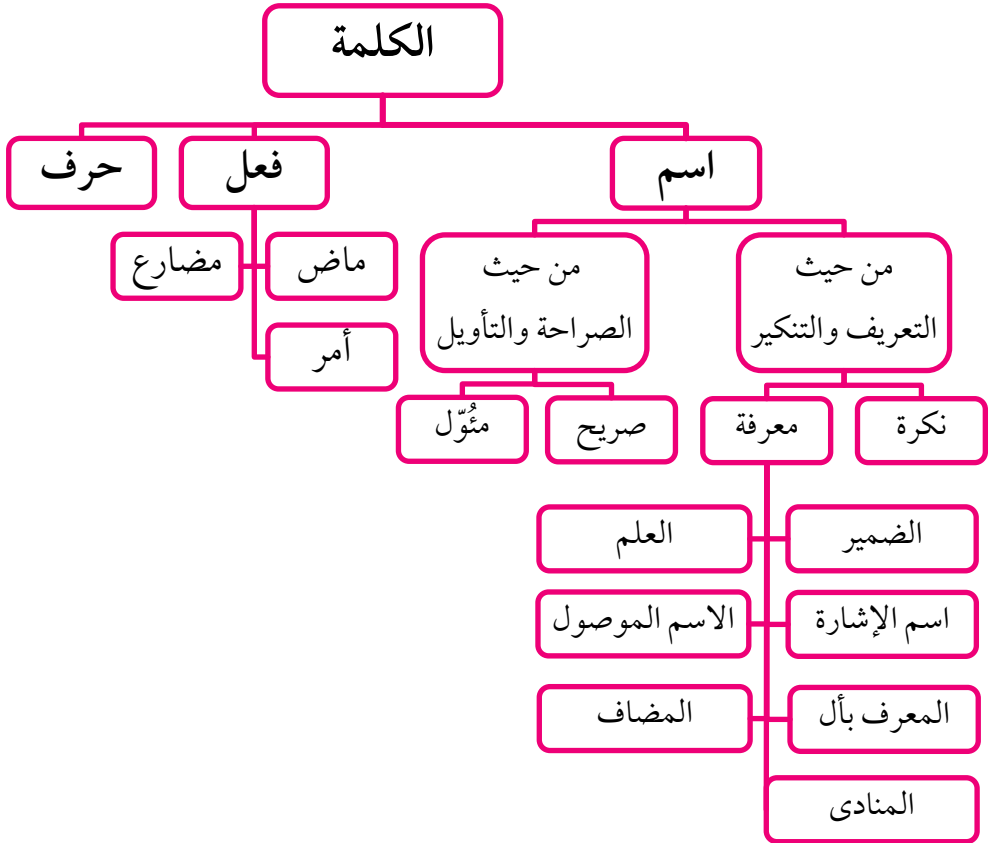 الكلمة
اسم
فعل
حرف
من حيث
التعريف والتنكير
من حيث
الصراحة والتأويل
ماض
مضارع
أمر
نكرة
معرفة
صريح
مئُوّل
الضمير
العلم
اسم الإشارة
الاسم الموصول
المعرف بأل
المضاف
المنادى